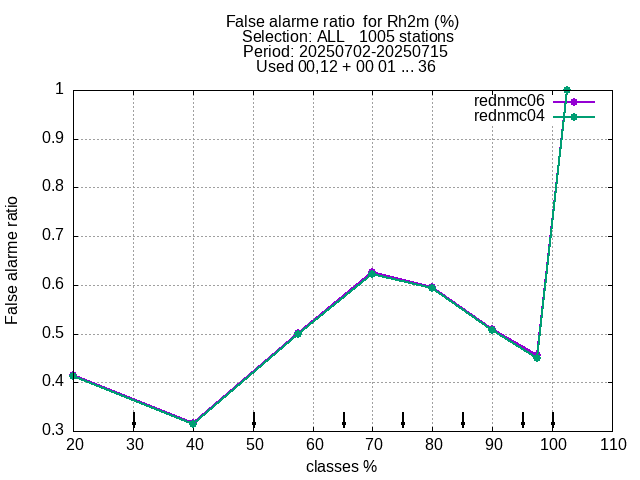 False alarme ratio  for Rh2m (%)
Selection: ALL   1005 stations
Period: 20250702-20250715
Used 00,12 + 00 01 ... 36
rednmc06
rednmc04
1
0.9
0.8
0.7
0.6
0.5
0.4
0.3
False alarme ratio
20 30 40 50 60 70 80 90 100 110
classes %